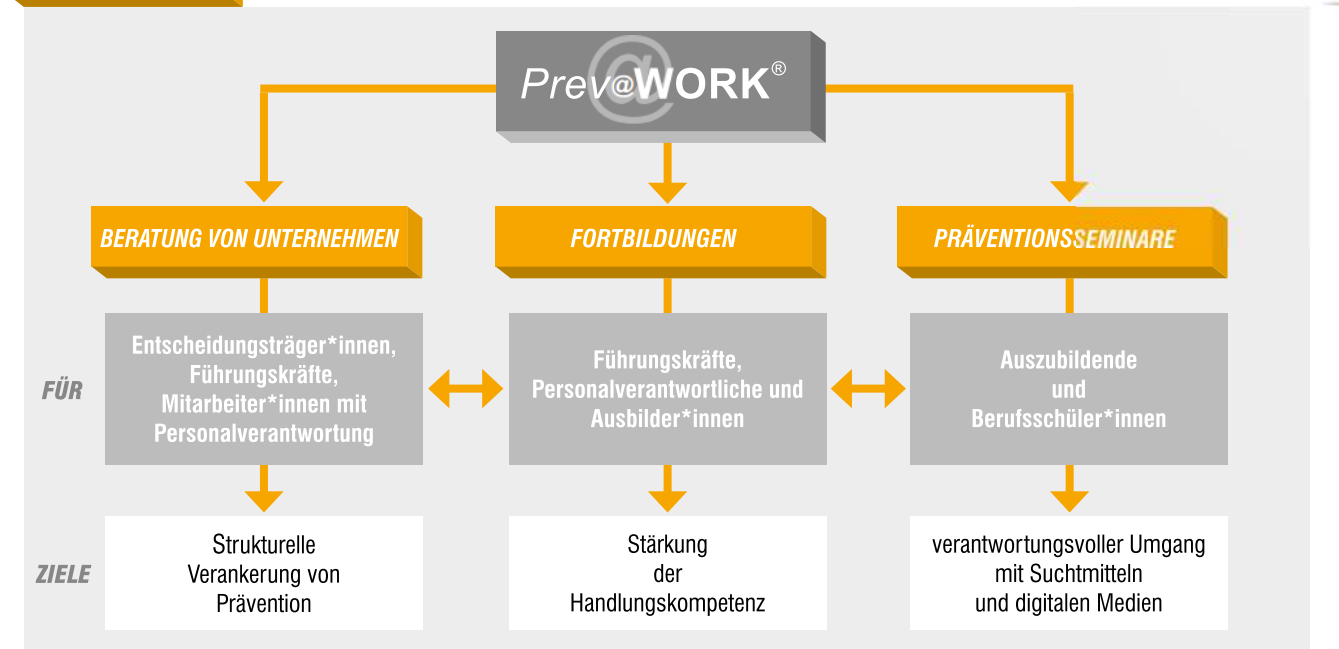 Prev@WORK®
BERATUNG VON UNTERNEHMEN
FORTBILDUNGEN
PRÄVENTIONSSEMINARE
FÜR
Entscheidungsträger*innen,
Führungskräfte,
Mitarbeiter*innen mit
Personalverantwortung
Führungskräfte,
Personalverantwortliche und
Ausbilder*innen
Auszubildende
und
Berufsschüler*innen
ZIELE
Strukturelle
Verankerung von
Prävention
Stärkung
der
Handlungskompetenz
verantwortungsvoller Umgang
mit Suchtmitteln
und digitalen Medien